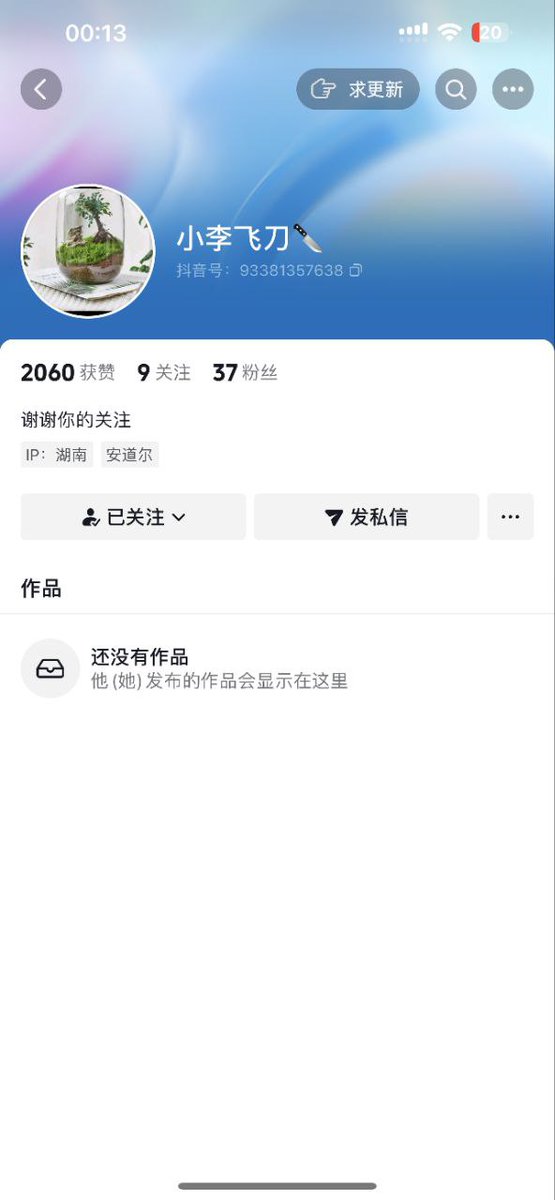 00:13
20
求更新
小李飞刀🔪
抖音号：93381357638
2060 获赞 9 关注 37 粉丝
谢谢你的关注
IP：湖南 安道尔
已关注 发私信
作品
还没有作品
他(她)发布的作品会显示在这里